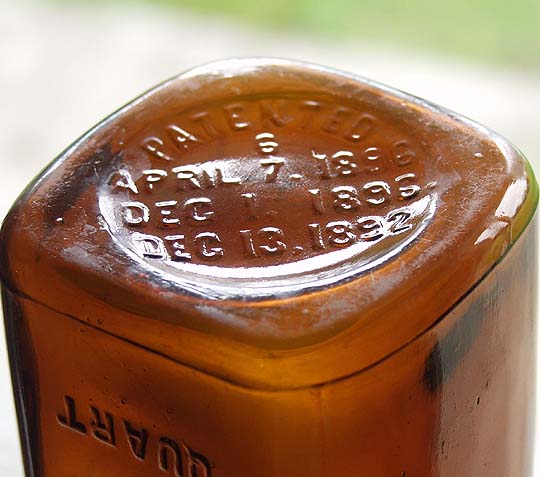 PATENTED
6
APRIL 7. 1896
DEC 1 1896.
DEC 13. 1892
QUART